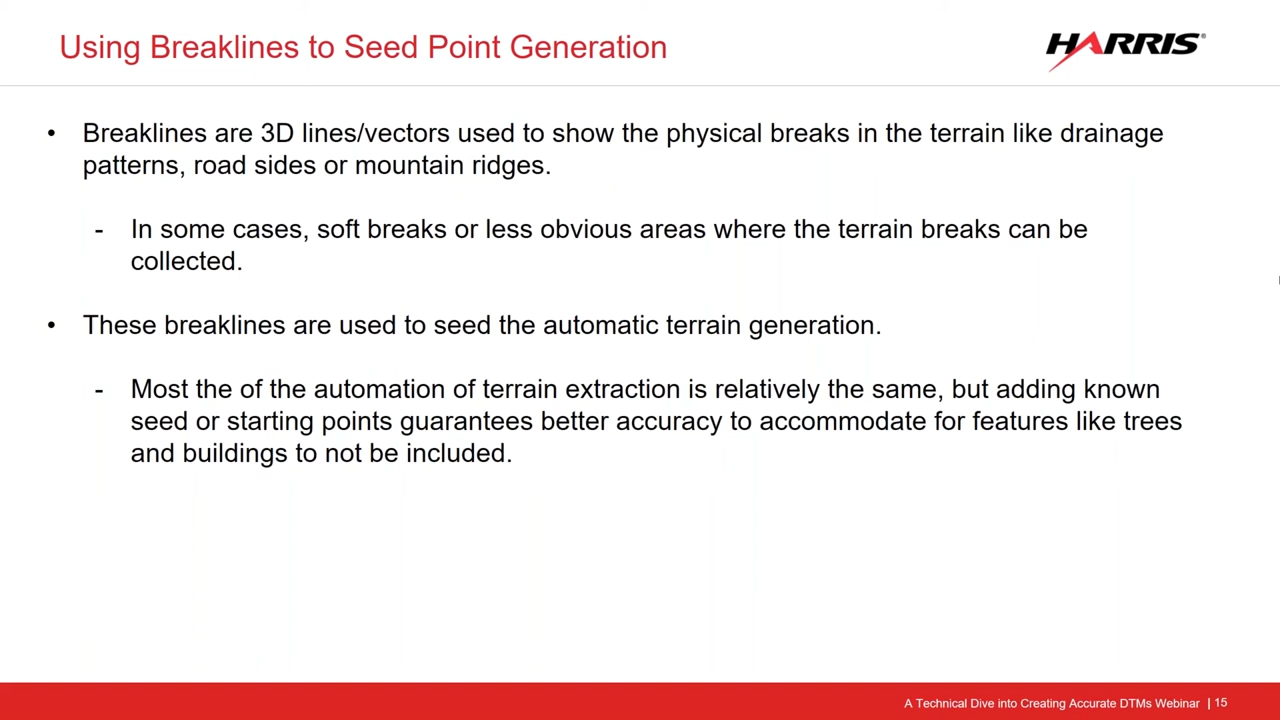 Using Breaklines to Seed Point Generation
HARRIS®
• Breaklines are 3D lines/vectors used to show the physical breaks in the terrain like drainage
patterns, road sides or mountain ridges.
- In some cases, soft breaks or less obvious areas where the terrain breaks can be
collected.
• These breaklines are used to seed the automatic terrain generation.
- Most the of the automation of terrain extraction is relatively the same, but adding known
seed or starting points guarantees better accuracy to accommodate for features like trees
and buildings to not be included.
A Technical Dive into Creating Accurate DTMs Webinar | 15